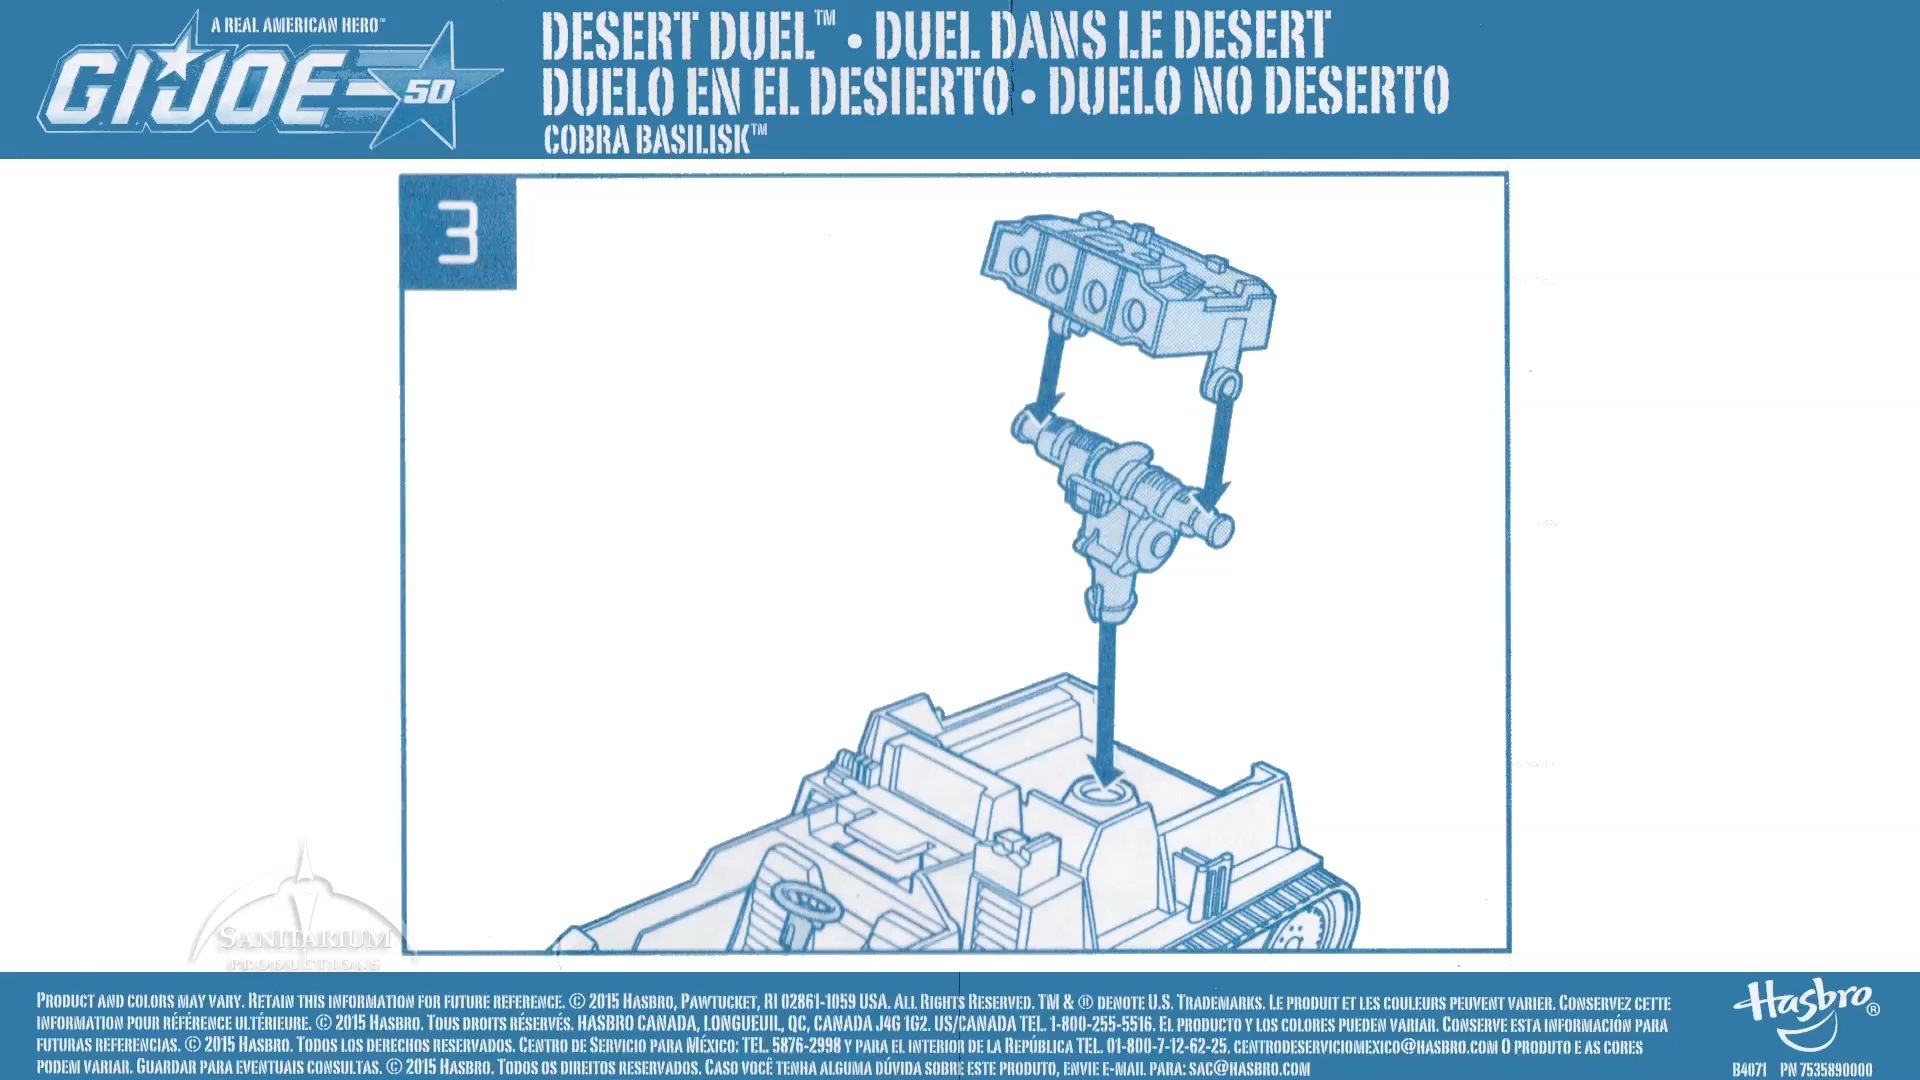 A REAL AMERICAN HERO™
G.I. JOE 50
DESERT DUEL™ • DUEL DANS LE DESERT
DUELO EN EL DESIERTO • DUELO NO DESERTO
COBRA BASILISK™
3
SANITARIUM
PRODUCTIONS
PRODUCT AND COLORS MAY VARY. RETAIN THIS INFORMATION FOR FUTURE REFERENCE. © 2015 HASBRO, PAWTUCKET, RI 02861-1059 USA. ALL RIGHTS RESERVED. TM & ® DENOTE U.S. TRADEMARKS. LE PRODUIT ET LES COULEURS PEUVENT VARIER. CONSERVEZ CETTE
INFORMATION POUR RÉFÉRENCE ULTÉRIEURE. © 2015 HASBRO. TOUS DROITS RÉSERVÉS. HASBRO CANADA, LONGUEUIL, QC, CANADA J4G 1G2. US/CANADA TEL. 1-800-255-5516. EL PRODUCTO Y LOS COLORES PUEDEN VARIAR. CONSERVE ESTA INFORMACIÓN PARA
FUTURAS REFERENCIAS. © 2015 HASBRO. TODOS LOS DERECHOS RESERVADOS. CENTRO DE SERVICIO PARA MÉXICO: TEL. 5876-2998 Y PARA EL INTERIOR DE LA REPÚBLICA TEL. 01-800-7-12-62-25. CENTRODESERVICIOMEXICO@HASBRO.COM O PRODUTO E AS CORES
PODEM VARIAR. GUARDAR PARA EVENTUAIS CONSULTAS. © 2015 HASBRO. TODOS OS DIREITOS RESERVADOS. CASO VOCÊ TENHA ALGUMA DÚVIDA SOBRE ESTE PRODUTO, ENVIE E-MAIL PARA: SAC@HASBRO.COM
Hasbro®
B4071 PN 7535890000